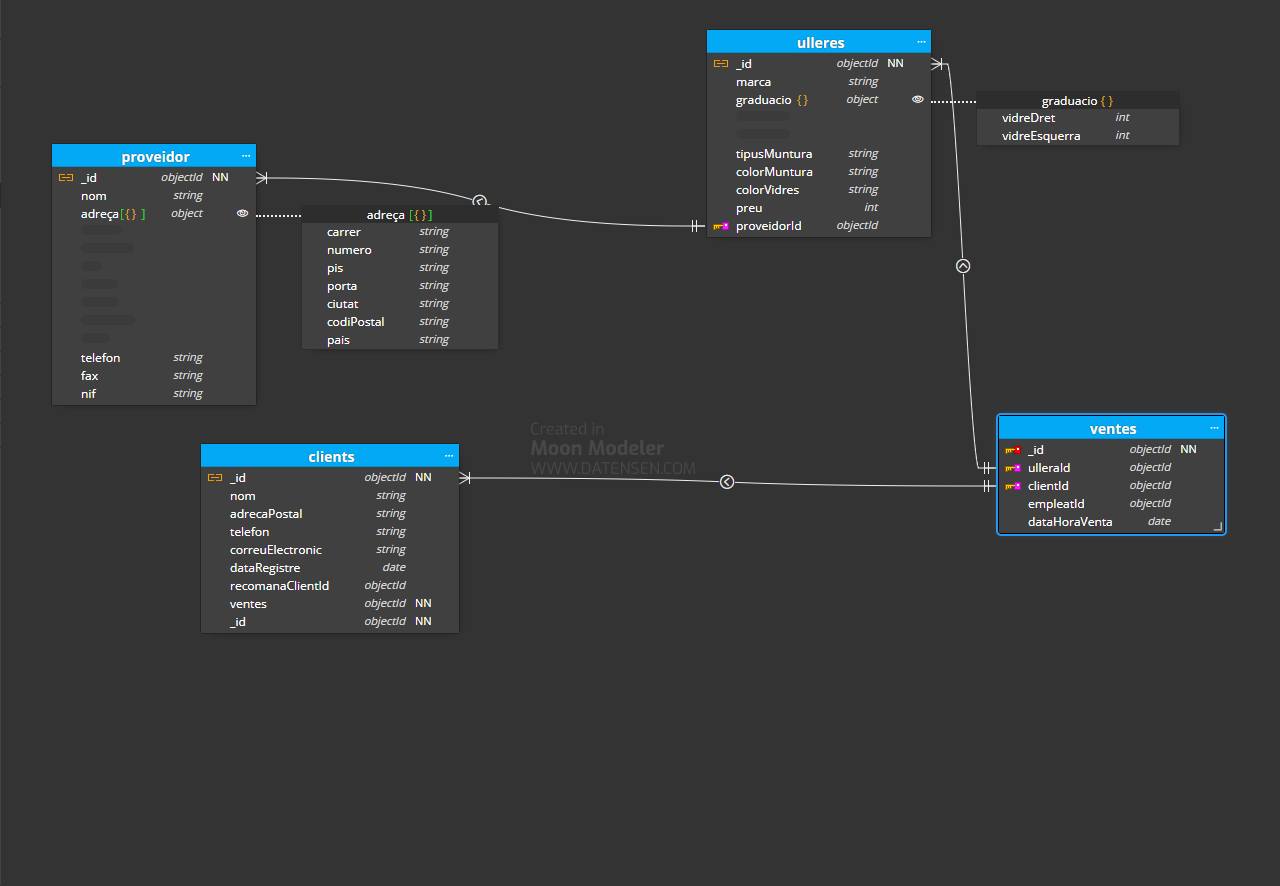 ulleres ...
_id objectId NN
marca string
graduacio {} object
tipusMuntura string
colorMuntura string
colorVidres string
preu int
proveidorId objectId
graduacio {}
vidreDret int
vidreEsquerra int
proveidor ...
_id objectId NN
nom string
adreça[{} ] object
telefon string
fax string
nif string
adreça [{}]
carrer string
numero string
pis string
porta string
ciutat string
codiPostal string
pais string
Created in
Moon Modeler
WWW.DATENSEN.COM
clients ...
_id objectId NN
nom string
adrecaPostal string
telefon string
correuElectronic string
dataRegistre date
recomanaClientId objectId
ventes objectId NN
_id objectId NN
ventes ...
_id objectId NN
ulleraId objectId
clientId objectId
empleatId objectId
dataHoraVenta date